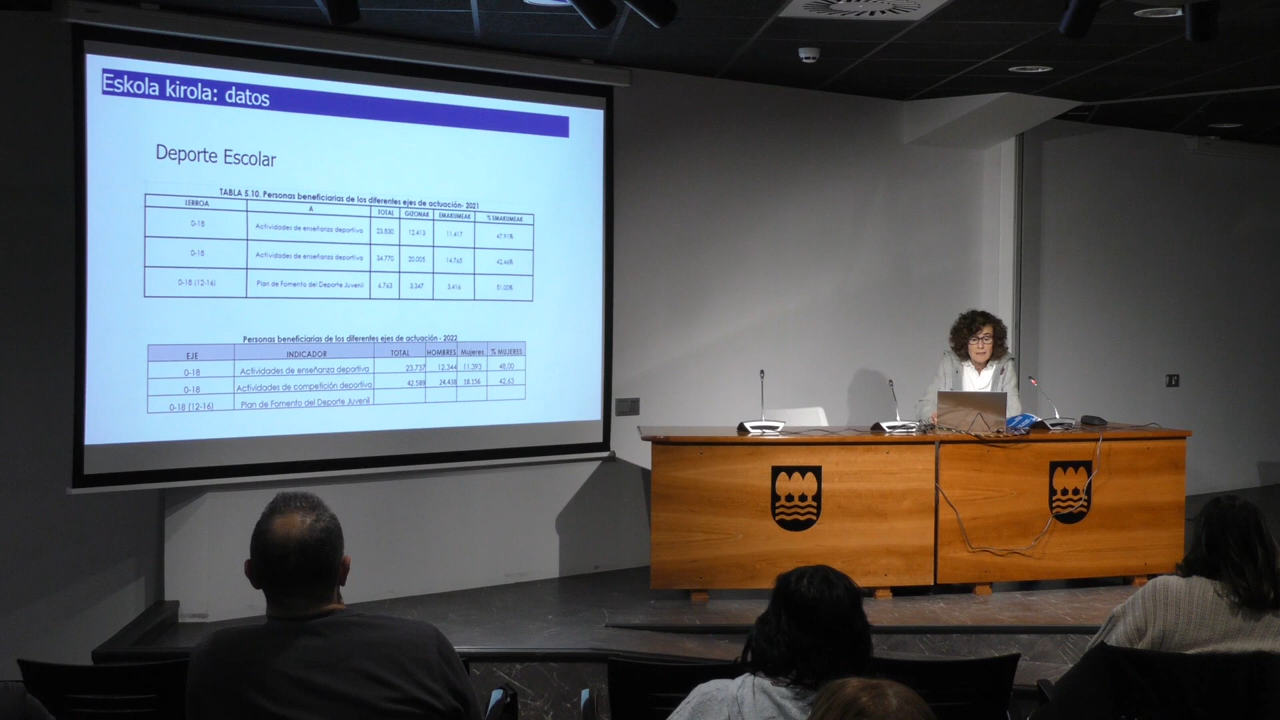 Eskola kirola: datos
Deporte Escolar
TABLA 5.10. Personas beneficiarias de los diferentes ejes de actuación- 2021
LERROA A TOTAL GIZONAK EMAKUMEAK % EMAKUMEAK
0-18 Actividades de enseñanza deportiva 23.830 12.413 11.417 47,91%
0-18 Actividades de enseñanza deportiva 34.770 20.005 14.765 42,46%
0-18 (12-16) Plan de Fomento del Deporte Juvenil 6.763 3.347 3.416 51,00%
Personas beneficiarias de los diferentes ejes de actuación - 2022
EJE INDICADOR TOTAL HOMBRES Mujeres % MUJERES
0-18 Actividades de enseñanza deportiva 23.737 12.344 11.393 48,00
0-18 Actividades de competición deportiva 42.589 24.438 18.156 42,63
0-18 (12-16) Plan de Fomento del Deporte Juvenil